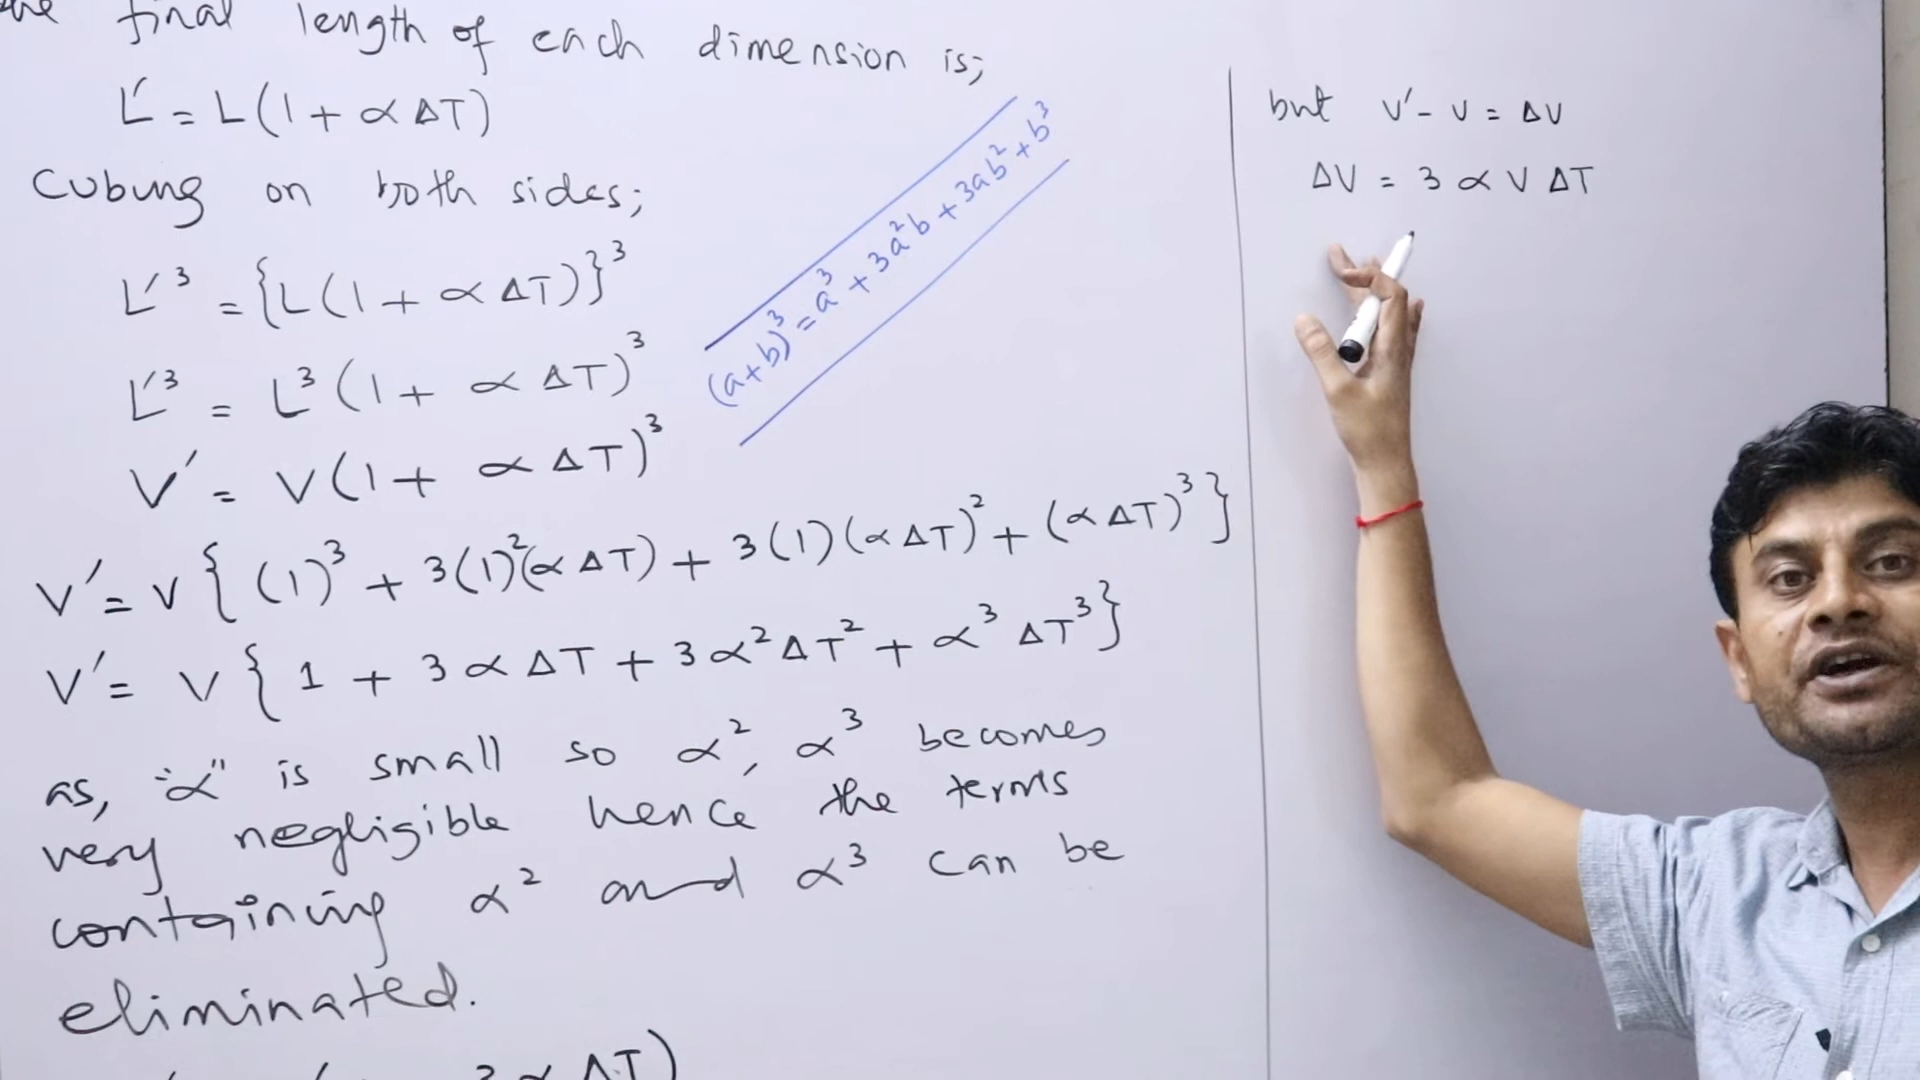 the final length of each dimension is;
L' = L(1 + α ΔT)
Cubing on both sides;
L'³ = {L(1 + α ΔT)}³
L'³ = L³(1 + α ΔT)³
V' = V(1 + α ΔT)³
V' = V{(1)³ + 3(1)²(α ΔT) + 3(1)(α ΔT)² + (α ΔT)³}
V' = V{1 + 3 α ΔT + 3 α² ΔT² + α³ ΔT³}
as, "α" is small so α², α³ becomes
very negligible hence the terms
containing α² and α³ can be
eliminated.
3 α ΔT)
(a+b)³ = a³ + 3a²b + 3ab² + b³
but V' - V = ΔV
ΔV = 3 α V ΔT